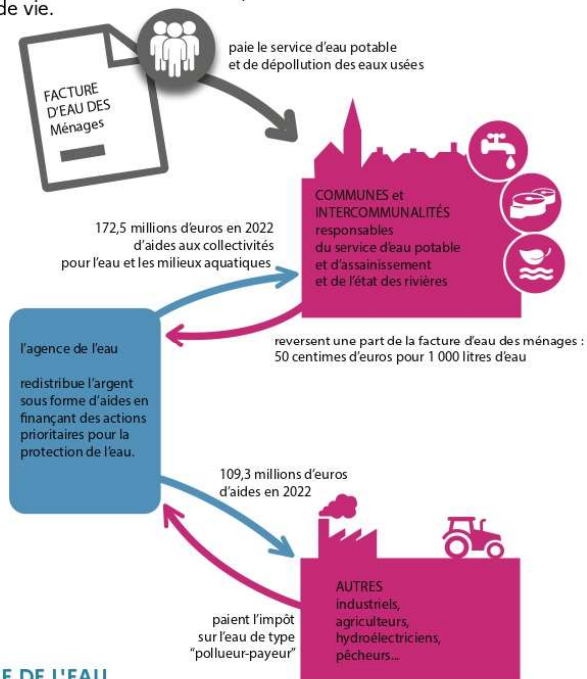 de vie.
paie le service d'eau potable
et de dépollution des eaux usées
FACTURE
D'EAU DES
Ménages
COMMUNES et
INTERCOMMUNALITÉS
responsables
du service d'eau potable
et d'assainissement
et de l'état des rivières
172,5 millions d'euros en 2022
d'aides aux collectivités
pour l'eau et les milieux aquatiques
reversent une part de la facture d'eau des ménages :
50 centimes d'euros pour 1 000 litres d'eau
l'agence de l'eau
redistribue l'argent
sous forme d'aides en
finançant des actions
prioritaires pour la
protection de l'eau.
109,3 millions d'euros
d'aides en 2022
AUTRES
industriels,
agriculteurs,
hydroélectriciens,
pêcheurs...
paient l'impôt
sur l'eau de type
"pollueur-payeur"
E DE L'EAU